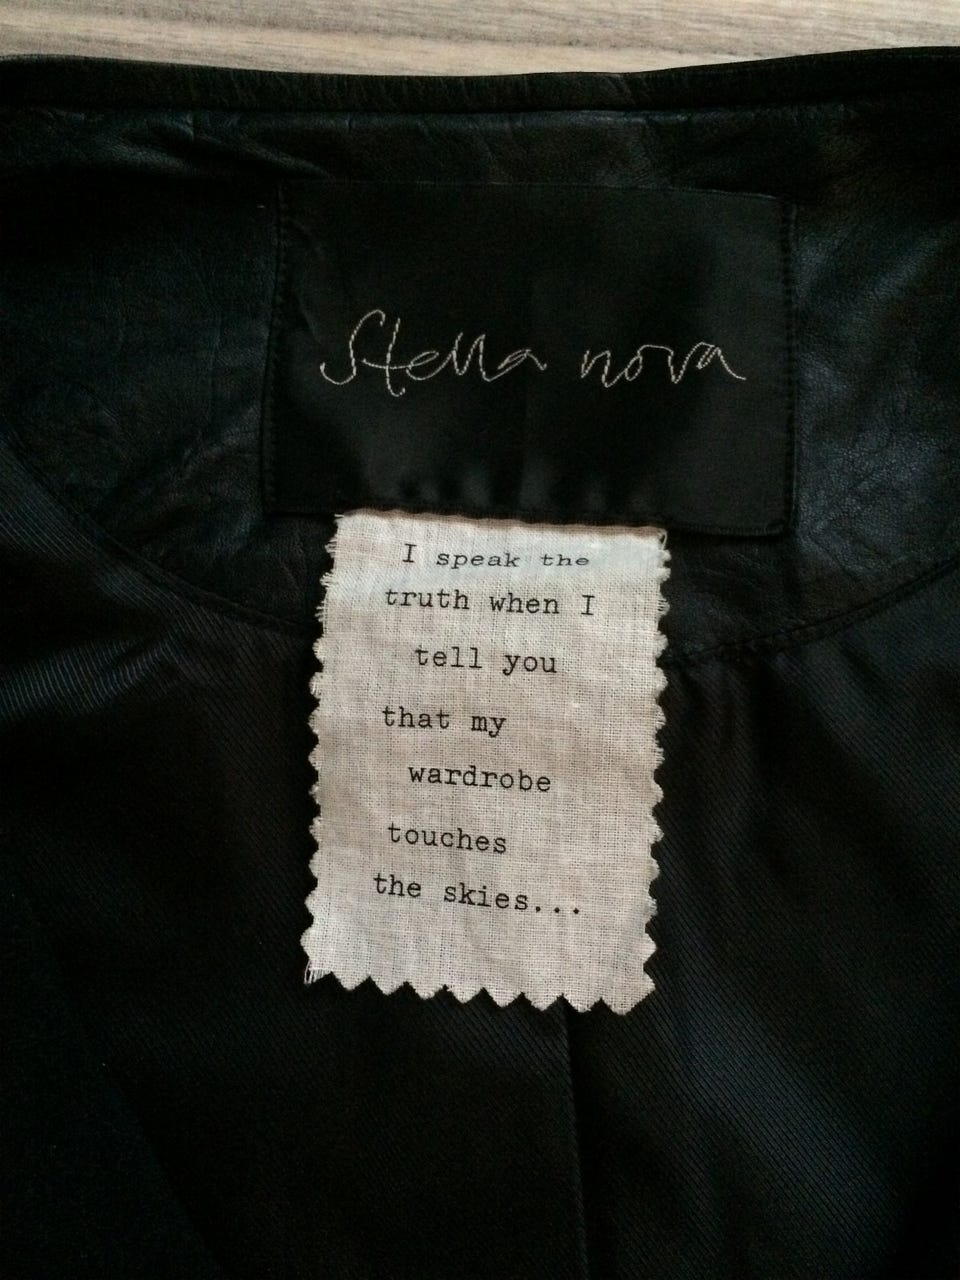 Stella nova
I speak the
truth when I
tell you
that my
wardrobe
touches
the skies...